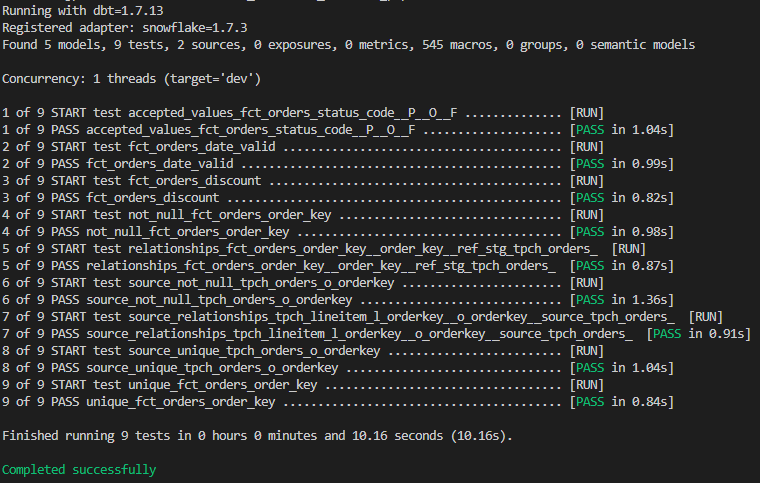 Running with dbt=1.7.13
Registered adapter: snowflake=1.7.3
Found 5 models, 9 tests, 2 sources, 0 exposures, 0 metrics, 545 macros, 0 groups, 0 semantic models
Concurrency: 1 threads (target='dev')
1 of 9 START test accepted_values_fct_orders_status_code__P__O__F .............. [RUN]
1 of 9 PASS accepted_values_fct_orders_status_code__P__O__F .................... [PASS in 1.04s]
2 of 9 START test fct_orders_date_valid ........................................ [RUN]
2 of 9 PASS fct_orders_date_valid .............................................. [PASS in 0.99s]
3 of 9 START test fct_orders_discount .......................................... [RUN]
3 of 9 PASS fct_orders_discount ................................................ [PASS in 0.82s]
4 of 9 START test not_null_fct_orders_order_key ................................ [RUN]
4 of 9 PASS not_null_fct_orders_order_key ...................................... [PASS in 0.98s]
5 of 9 START test relationships_fct_orders_order_key__order_key__ref_stg_tpch_orders_  [RUN]
5 of 9 PASS relationships_fct_orders_order_key__order_key__ref_stg_tpch_orders_  [PASS in 0.87s]
6 of 9 START test source_not_null_tpch_orders_o_orderkey ....................... [RUN]
6 of 9 PASS source_not_null_tpch_orders_o_orderkey ............................. [PASS in 1.36s]
7 of 9 START test source_relationships_tpch_lineitem_l_orderkey__o_orderkey__source_tpch_orders_  [RUN]
7 of 9 PASS source_relationships_tpch_lineitem_l_orderkey__o_orderkey__source_tpch_orders_  [PASS in 0.91s]
8 of 9 START test source_unique_tpch_orders_o_orderkey ......................... [RUN]
8 of 9 PASS source_unique_tpch_orders_o_orderkey ............................... [PASS in 1.04s]
9 of 9 START test unique_fct_orders_order_key .................................. [RUN]
9 of 9 PASS unique_fct_orders_order_key ........................................ [PASS in 0.84s]
Finished running 9 tests in 0 hours 0 minutes and 10.16 seconds (10.16s).
Completed successfully